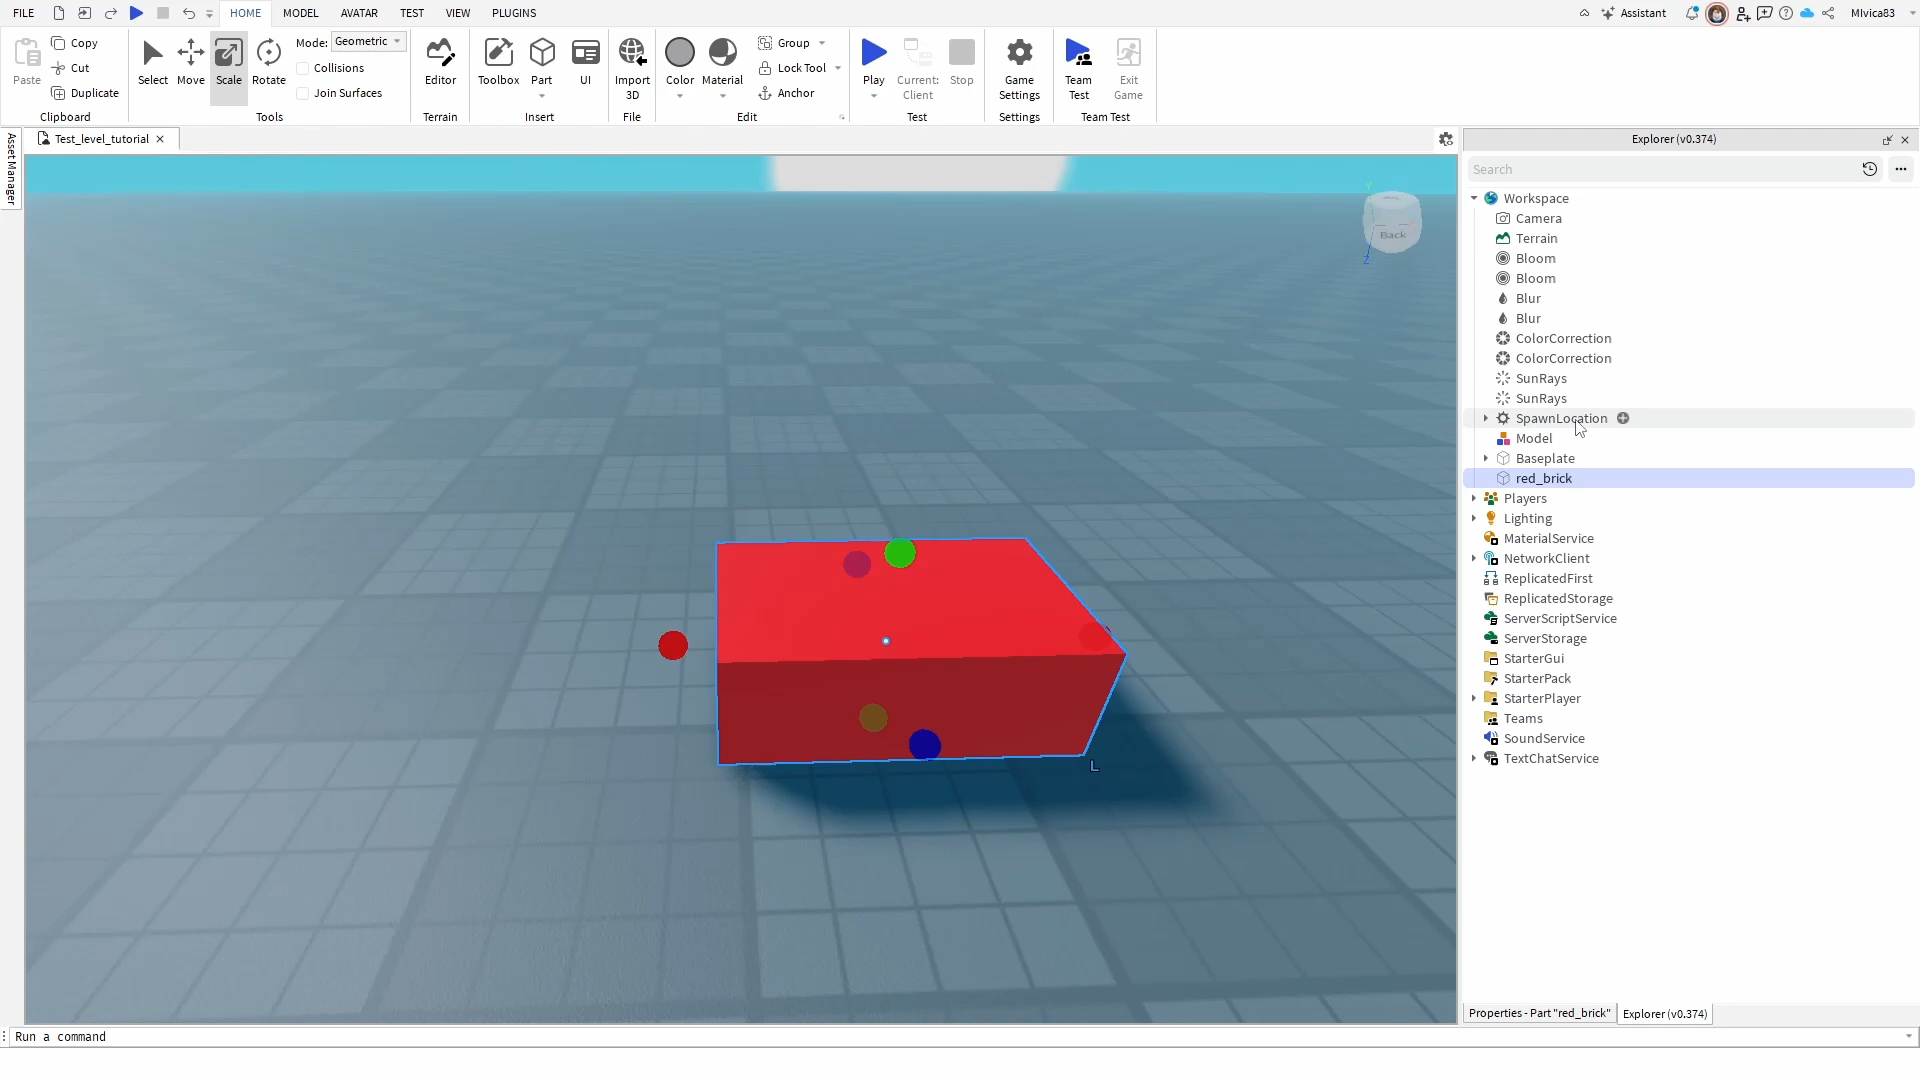 FILE HOME MODEL AVATAR TEST VIEW PLUGINS Assistant MIvica83
Paste Copy Cut Duplicate Clipboard
Select Move Scale Rotate Mode: Geometric Collisions Join Surfaces Tools
Editor Terrain
Toolbox Part UI Insert
Import 3D File
Color Material Group Lock Tool Anchor Edit
Play Current: Client Stop Test
Game Settings Settings
Team Test Exit Game Team Test
Asset Manager
Test_level_tutorial
Back
Y
Z
L
Explorer (v0.374)
Search
Workspace
Camera
Terrain
Bloom
Bloom
Blur
Blur
ColorCorrection
ColorCorrection
SunRays
SunRays
SpawnLocation
Model
Baseplate
red_brick
Players
Lighting
MaterialService
NetworkClient
ReplicatedFirst
ReplicatedStorage
ServerScriptService
ServerStorage
StarterGui
StarterPack
StarterPlayer
Teams
SoundService
TextChatService
Properties - Part "red_brick" Explorer (v0.374)
Run a command